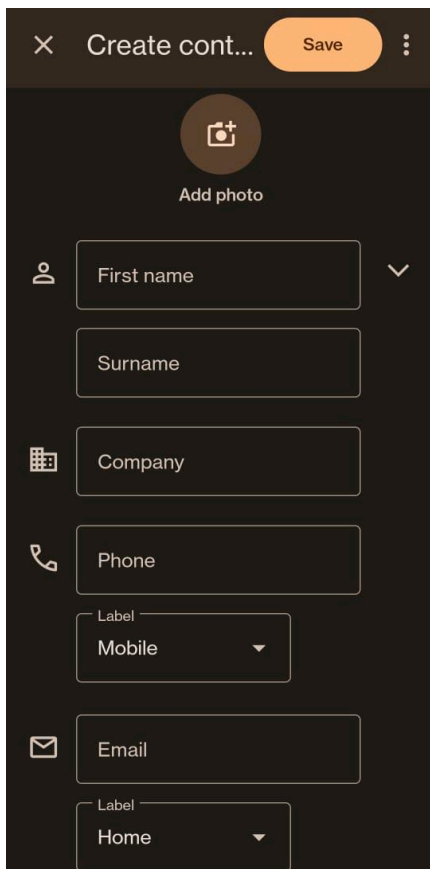 Create cont...
Save
Add photo
First name
Surname
Company
Phone
Label
Mobile
Email
Label
Home